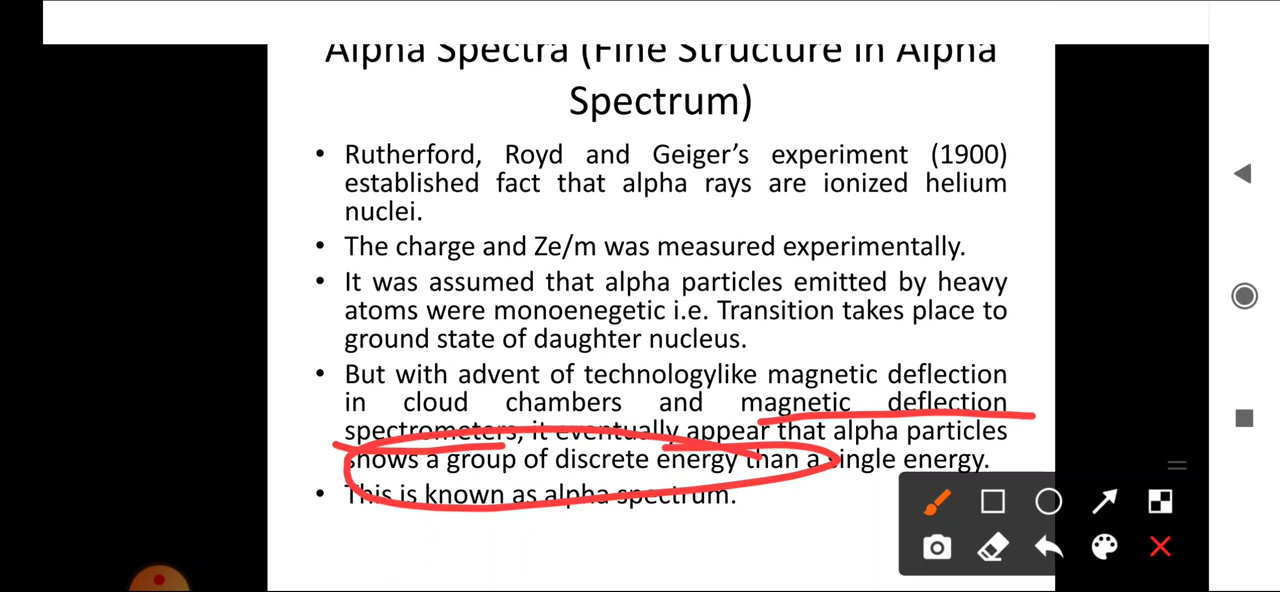 Alpha Spectra (Fine Structure in Alpha
Spectrum)
• Rutherford, Royd and Geiger's experiment (1900)
established fact that alpha rays are ionized helium
nuclei.
• The charge and Ze/m was measured experimentally.
• It was assumed that alpha particles emitted by heavy
atoms were monoenegetic i.e. Transition takes place to
ground state of daughter nucleus.
• But with advent of technologylike magnetic deflection
in cloud chambers and magnetic deflection
spectrometers, it eventually appear that alpha particles
shows a group of discrete energy than a single energy.
• This is known as alpha spectrum.